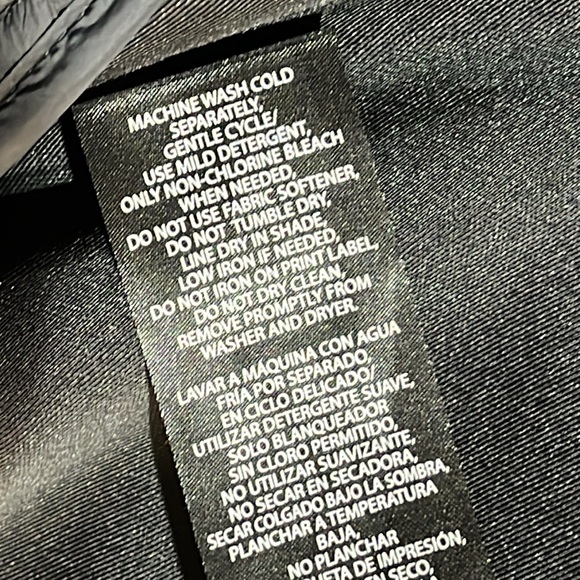 MACHINE WASH COLD
SEPARATELY,
GENTLE CYCLE/
USE MILD DETERGENT,
ONLY NON-CHLORINE BLEACH
WHEN NEEDED,
DO NOT USE FABRIC SOFTENER,
DO NOT TUMBLE DRY,
LINE DRY IN SHADE,
LOW IRON IF NEEDED,
DO NOT IRON ON PRINT LABEL,
DO NOT DRY CLEAN,
REMOVE PROMPTLY FROM
WASHER AND DRYER.
LAVAR A MAQUINA CON AGUA
FRIA POR SEPARADO,
EN CICLO DELICADO/
UTILIZAR DETERGENTE SUAVE,
SOLO BLANQUEADOR
SIN CLORO PERMITIDO,
NO UTILIZAR SUAVIZANTE,
NO SECAR EN SECADORA,
SECAR COLGADO BAJO LA SOMBRA,
PLANCHAR A TEMPERATURA
BAJA,
NO PLANCHAR
DE IMPRESIÓN,
SECO,